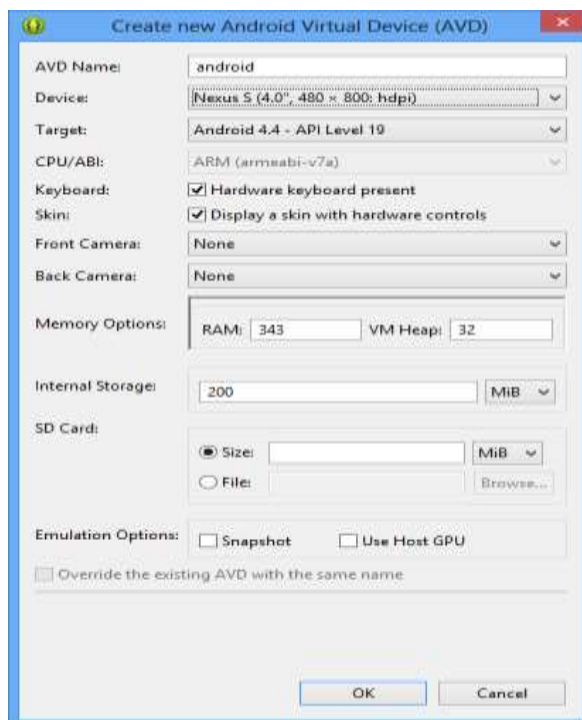 Create new Android Virtual Device (AVD)
AVD Name: android
Device: Nexus S (4.0", 480 × 800: hdpi)
Target: Android 4.4 - API Level 19
CPU/ABI: ARM (armeabi-v7a)
Keyboard: Hardware keyboard present
Skin: Display a skin with hardware controls
Front Camera: None
Back Camera: None
Memory Options: RAM: 343 VM Heap: 32
Internal Storage: 200 MiB
SD Card:
Size: MiB
File: Browse...
Emulation Options: Snapshot Use Host GPU
Override the existing AVD with the same name
OK Cancel